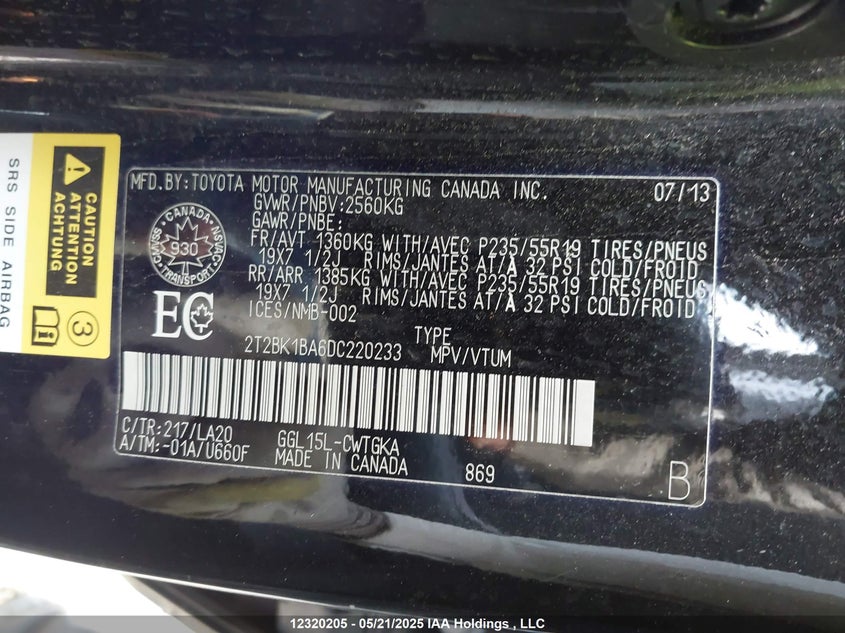 MFD.BY:TOYOTA MOTOR MANUFACTURING CANADA INC. 07/13
GVWR/PNBV:2560KG
GAWR/PNBE:
FR/AVT 1360KG WITH/AVEC P235/55R19 TIRES/PNEUS
19X7 1/2J RIMS/JANTES AT/À 32 PSI COLD/FROID
RR/ARR 1385KG WITH/AVEC P235/55R19 TIRES/PNEUS
19X7 1/2J RIMS/JANTES AT/À 32 PSI COLD/FROID
ICES/NMB-002
TYPE
2T2BK1BA6DC220233 MPV/VTUM
C/TR:217/LA20 GGL15L-CWTGKA
A/TM:-01A/U660F MADE IN CANADA 869 B
CANADA
930
TRANSPORT
EC
CAUTION
ACHTUNG
3
SRS SIDE AIRBAG
12320205 - 05/21/2025 IAA Holdings , LLC